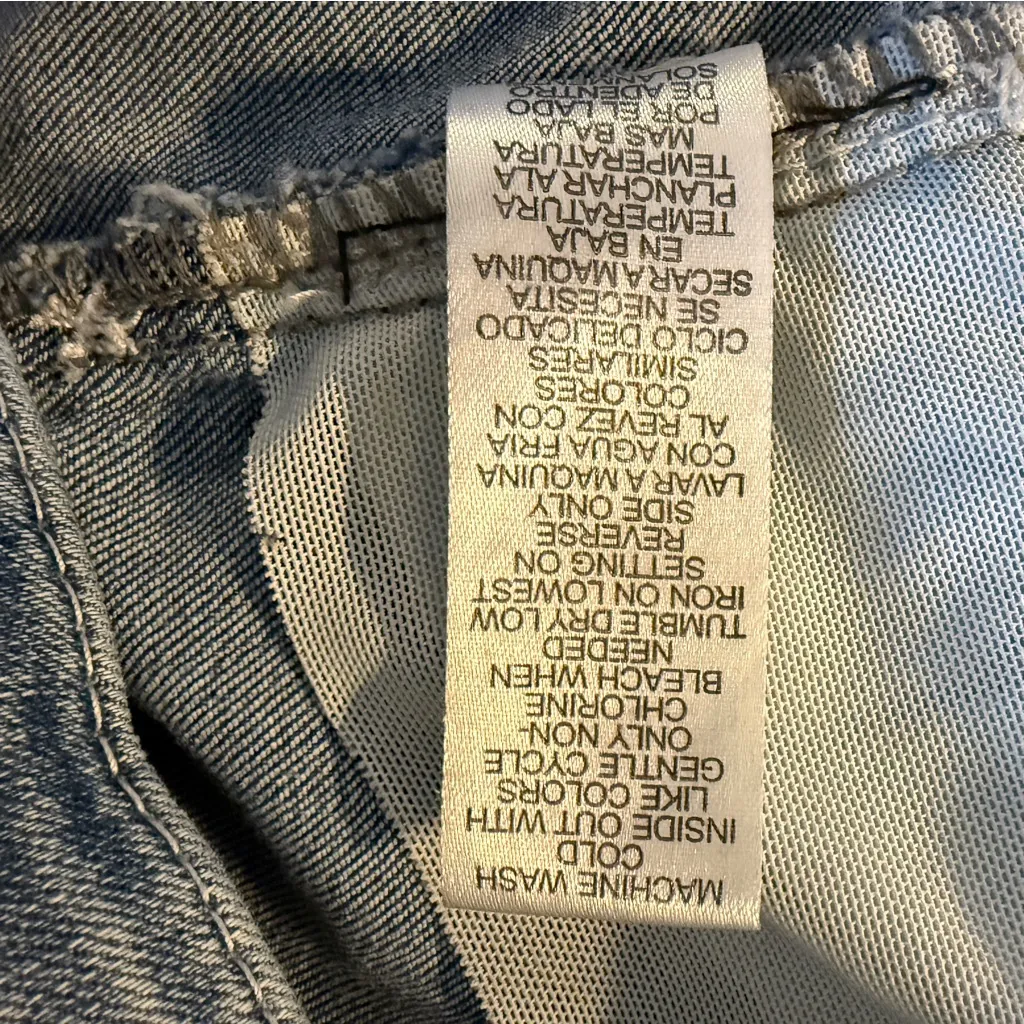 MACHINE WASH
COLD
INSIDE OUT WITH
LIKE COLORS
GENTLE CYCLE
ONLY NON-
CHLORINE
BLEACH WHEN
NEEDED
TUMBLE DRY LOW
IRON ON LOWEST
SETTING ON
REVERSE
SIDE ONLY
LAVAR A MAQUINA
CON AGUA FRIA
AL REVEZ CON
COLORES
SIMILARES
CICLO DELICADO
SE NECESITA
SECAR A MAQUINA
EN BAJA
TEMPERATURA
PLANCHAR ALA
TEMPERATURA
MAS BAJA
POR EL LADO
DE ADENTRO